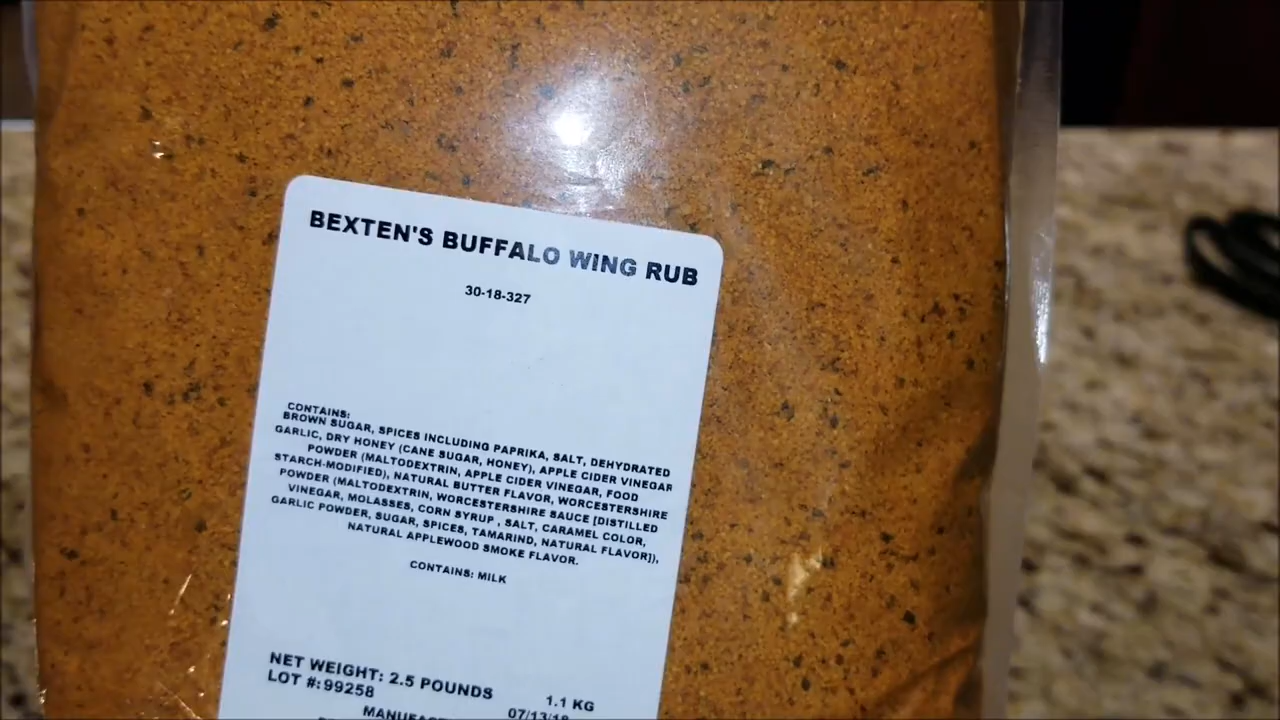 BEXTEN'S BUFFALO WING RUB
30-18-327
CONTAINS:
BROWN SUGAR, SPICES INCLUDING PAPRIKA, SALT, DEHYDRATED
GARLIC, DRY HONEY (CANE SUGAR, HONEY), APPLE CIDER VINEGAR
POWDER (MALTODEXTRIN, APPLE CIDER VINEGAR, FOOD
STARCH-MODIFIED), NATURAL BUTTER FLAVOR, WORCESTERSHIRE
POWDER (MALTODEXTRIN, WORCESTERSHIRE SAUCE [DISTILLED
VINEGAR, MOLASSES, CORN SYRUP , SALT, CARAMEL COLOR,
GARLIC POWDER, SUGAR, SPICES, TAMARIND, NATURAL FLAVOR]),
NATURAL APPLEWOOD SMOKE FLAVOR.
CONTAINS: MILK
NET WEIGHT: 2.5 POUNDS 1.1 KG
LOT #: 99258 07/13/18